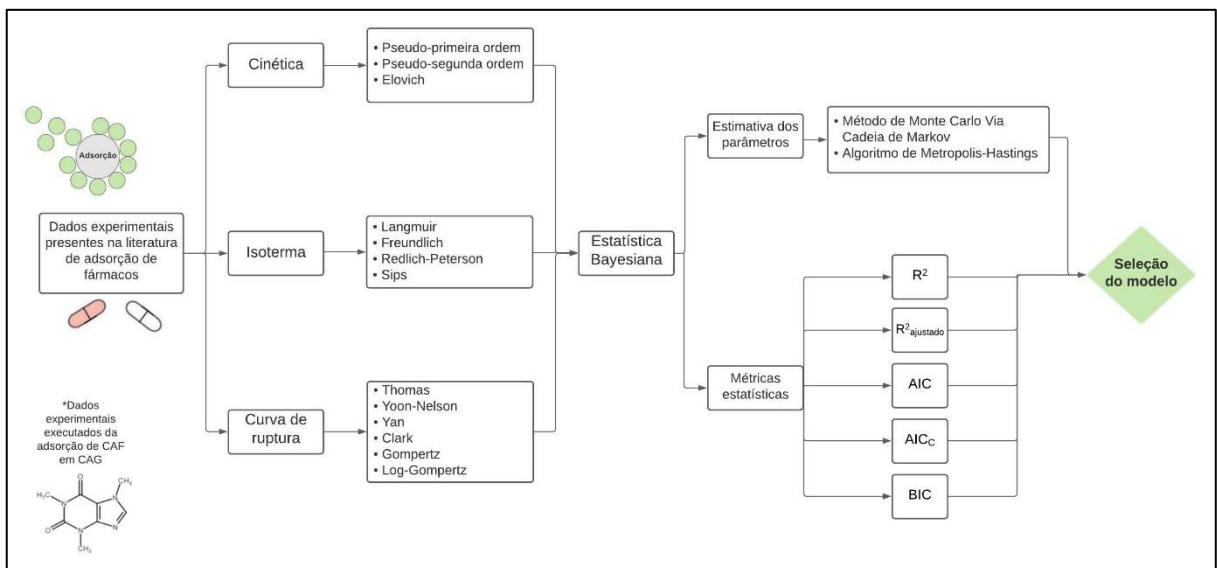 Adsorção
Dados experimentais
presentes na literatura
de adsorção de
fármacos
*Dados
experimentais
executados da
adsorção de CAF
em CAG
H₃C
O
O
N
N
N
N
CH₃
CH₃
Cinética
• Pseudo-primeira ordem
• Pseudo-segunda ordem
• Elovich
Isoterma
• Langmuir
• Freundlich
• Redlich-Peterson
• Sips
Curva de
ruptura
• Thomas
• Yoon-Nelson
• Yan
• Clark
• Gompertz
• Log-Gompertz
Estatística
Bayesiana
Estimativa dos
parâmetros
• Método de Monte Carlo Via
Cadeia de Markov
• Algoritmo de Metropolis-Hastings
Métricas
estatísticas
R²
R²ajustado
AIC
AICC
BIC
Seleção
do modelo